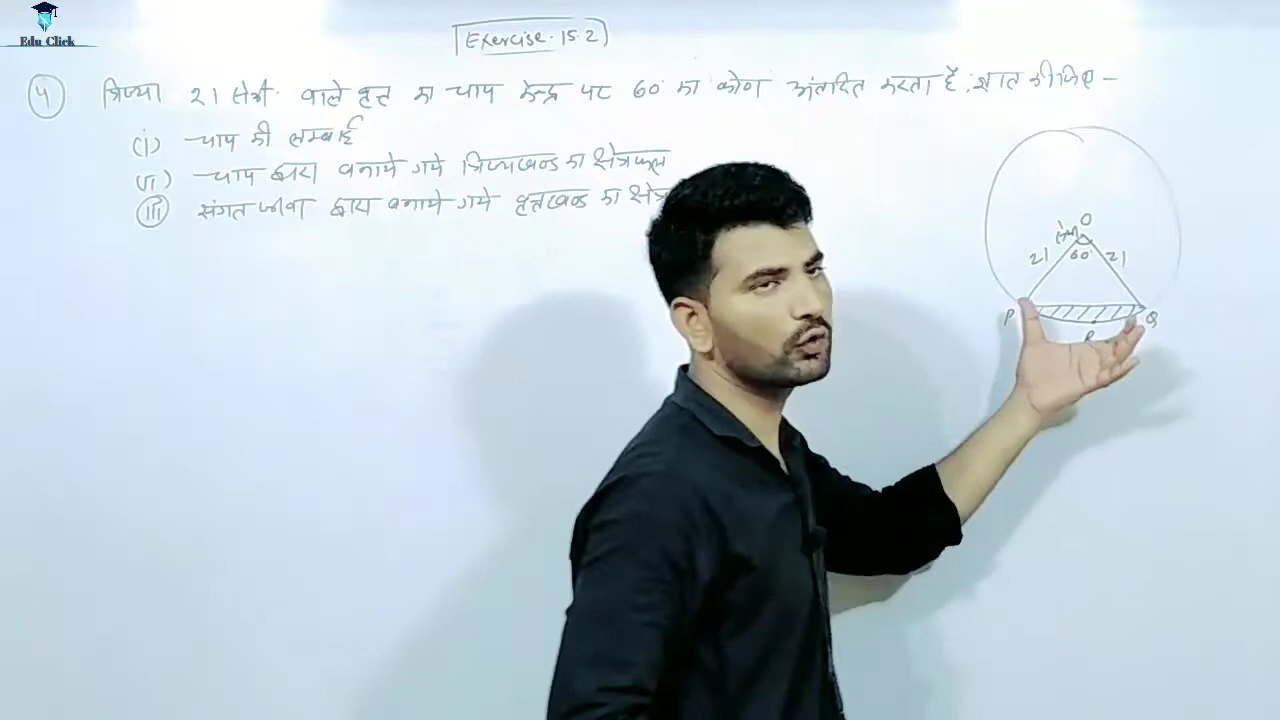 Edu Click
Exercise-15.2
4 त्रिज्या 21 सेमी वाले वृत्त का चाप केन्द्र पर 60° का कोण अंतरित करता है, ज्ञात कीजिए -
(i) चाप की लम्बाई
(ii) चाप द्वारा बनाये गये त्रिज्यखण्ड का क्षेत्रफल
(iii) संगत जीवा द्वारा बनाये गये वृत्तखण्ड का क्षेत्र
O
21 60° 21
P Q
R